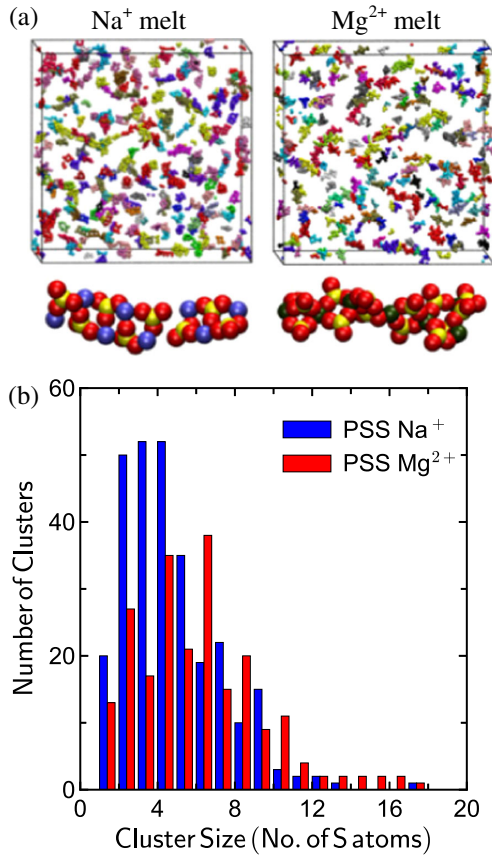 (a) Na⁺ melt Mg²⁺ melt
(b)
60
40
20
0
Number of Clusters
PSS Na⁺
PSS Mg²⁺
0 4 8 12 16 20
Cluster Size (No. of S atoms)